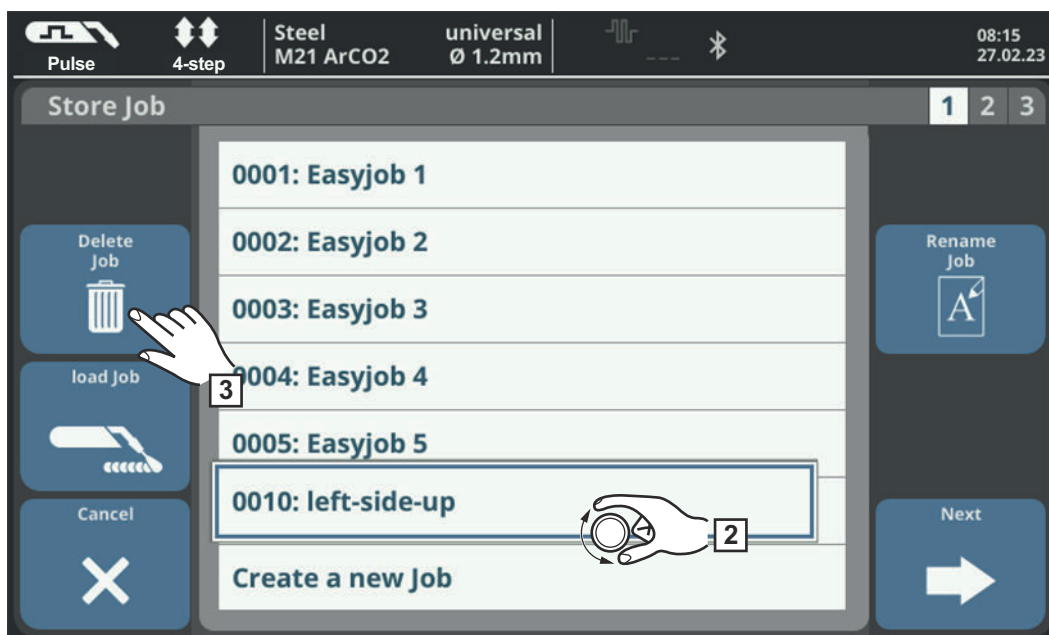 Pulse
4-step
Steel universal
M21 ArCO2 Ø 1.2mm
---
08:15
27.02.23
Store Job
1 2 3
0001: Easyjob 1
0002: Easyjob 2
0003: Easyjob 3
0004: Easyjob 4
0005: Easyjob 5
0010: left-side-up
Create a new Job
Delete
Job
3
load Job
Cancel
2
Rename
Job
A
Next